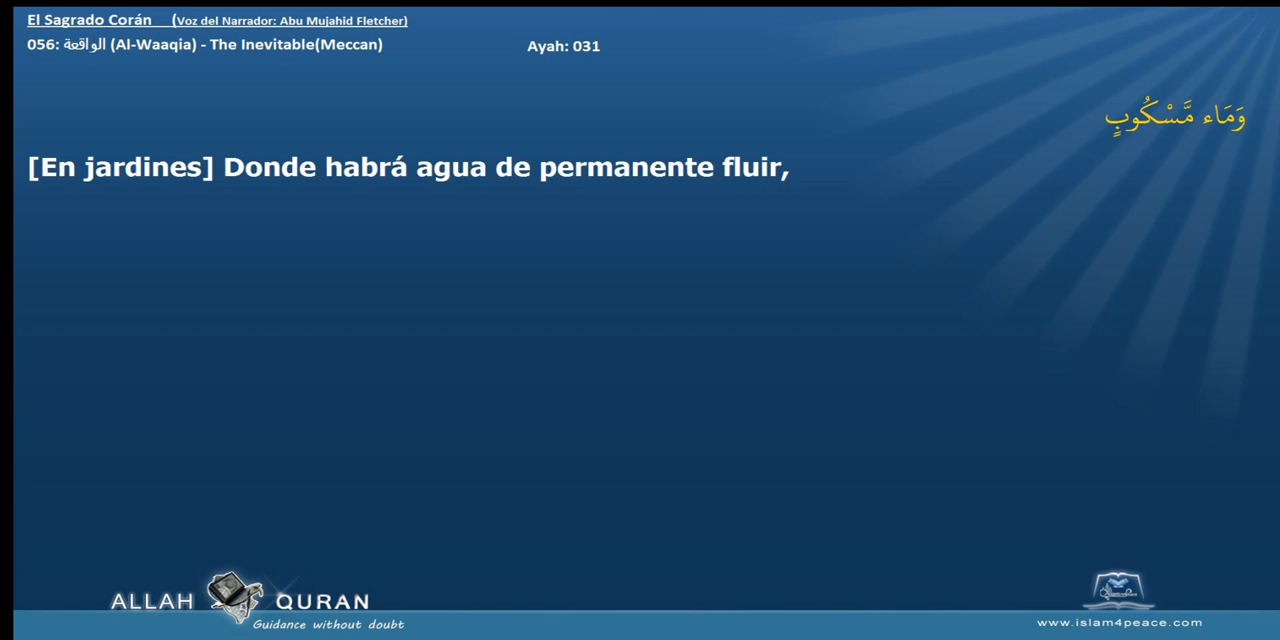 El Sagrado Corán (Voz del Narrador: Abu Mujahid Fletcher)
056: الواقعة (Al-Waaqia) - The Inevitable(Meccan) Ayah: 031
وَمَاء مَّسْكُوبٍ
[En jardines] Donde habrá agua de permanente fluir,
ALLAH QURAN
Guidance without doubt
www.islam4peace.com